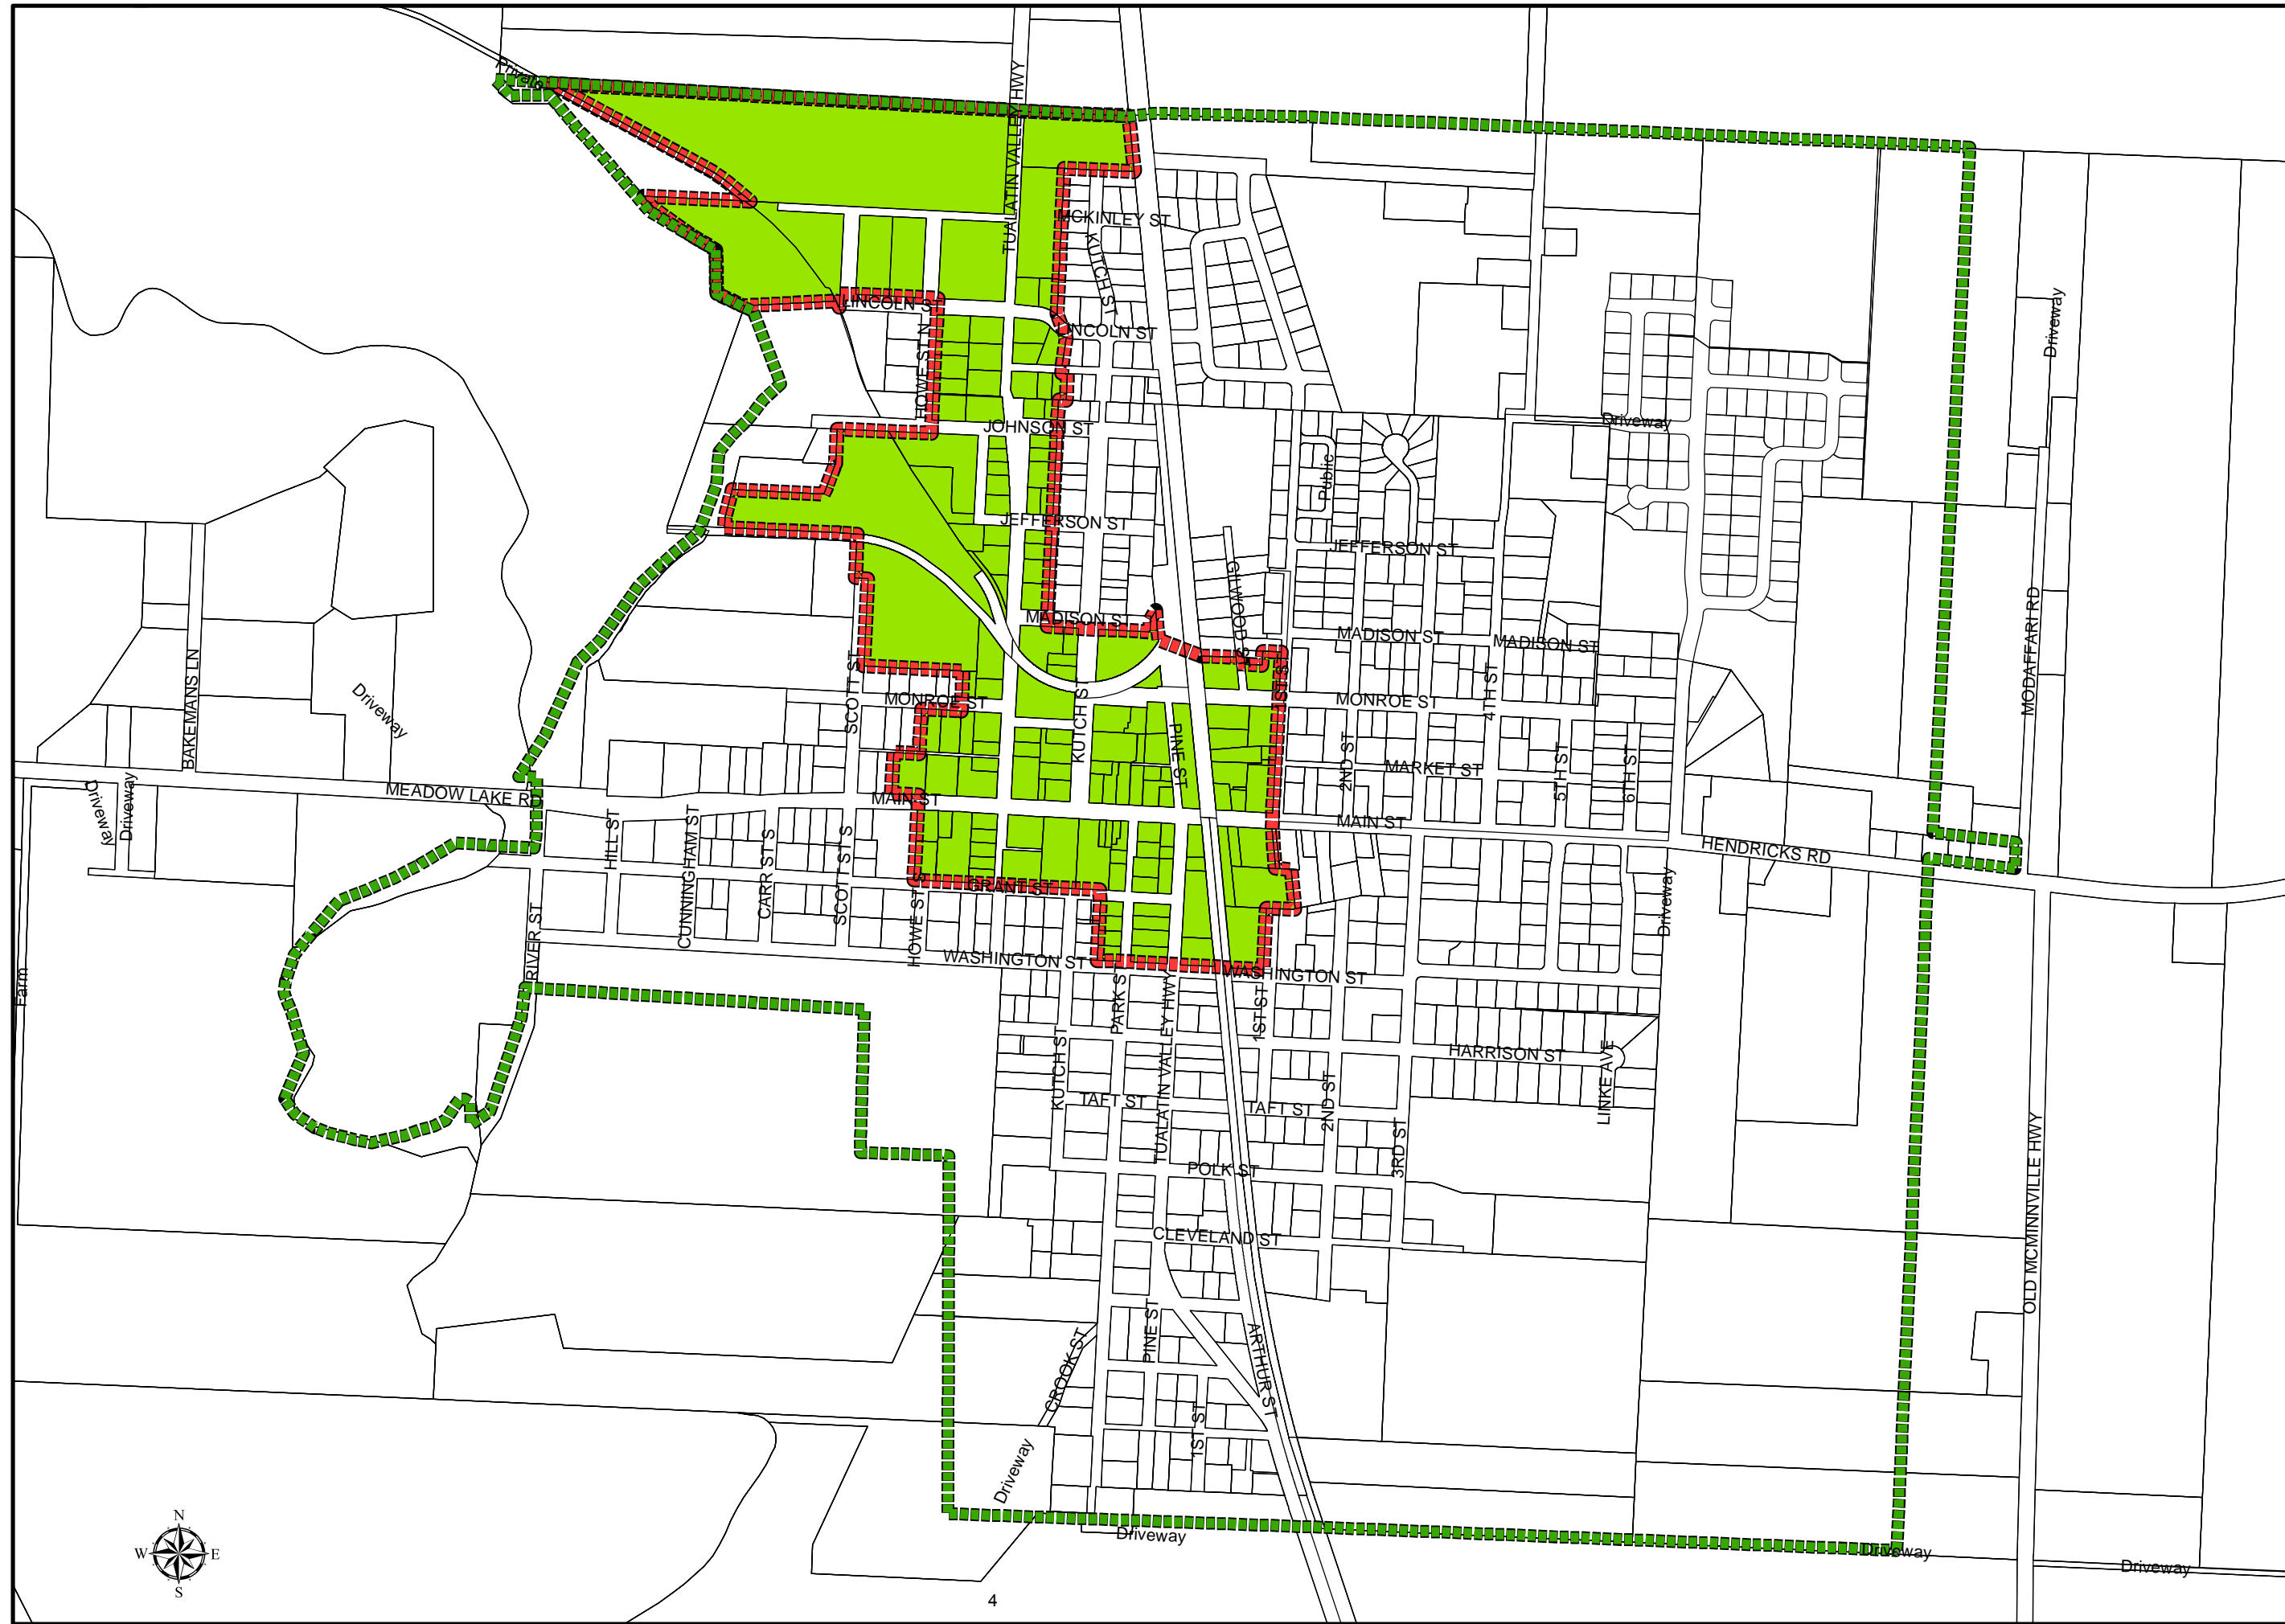 Private
TUALATIN VALLEY HWY
MCKINLEY ST
KUTCH ST
LINCOLN ST
NCOLN ST
HOWE ST N
JOHNSON ST
Driveway
Driveway
Public
JEFFERSON ST
JEFFERSON ST
GILWOOD S
MADISON ST
MADISON ST
MADISON ST
MODAFFARI RD
BAKEMANS LN
Driveway
SCOTT ST
MONROE ST
KUTCH ST
1ST ST
MONROE ST
4TH ST
PINE ST
2ND ST
MARKET ST
5TH ST
6TH ST
Driveway
Driveway
MEADOW LAKE RD
MAIN ST
MAIN ST
HENDRICKS RD
HILL ST
CUNNINGHAM ST
CARR ST S
SCOTT ST S
HOWE ST S
GRANT ST
Driveway
Farm
RIVER ST
WASHINGTON ST
WASHINGTON ST
PARK S
TUALATIN VALLEY HWY
1ST ST
KUTCH ST
HARRISON ST
LINKE AVE
TAFT ST
TAFT ST
2ND ST
3RD ST
POLK ST
CLEVELAND ST
OLD MCMINNVILLE HWY
CROOK ST
PINE ST
ARTHUR ST
1ST ST
Driveway
Driveway
Driveway
Driveway
N
W
E
S
4